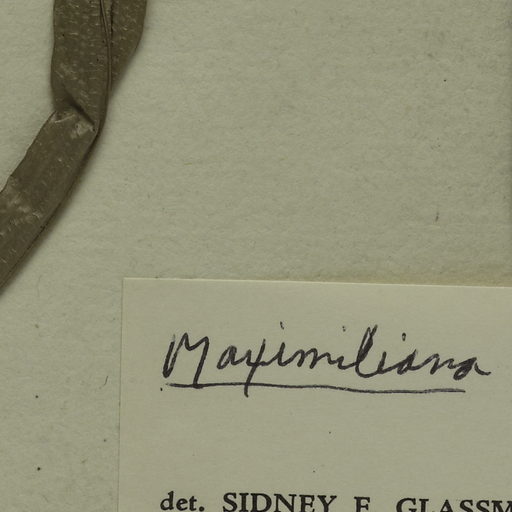 Maximiliana
det. SIDNEY F. GLASSM